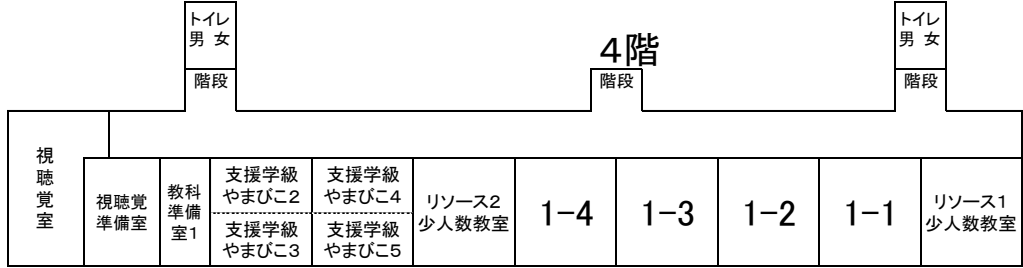 トイレ
男 女
階段
4階
階段
トイレ
男 女
階段
視聴覚室
視聴覚
準備室
教科
準備
室1
支援学級
やまびこ2
支援学級
やまびこ3
支援学級
やまびこ4
支援学級
やまびこ5
リソース2
少人数教室
1-4
1-3
1-2
1-1
リソース1
少人数教室